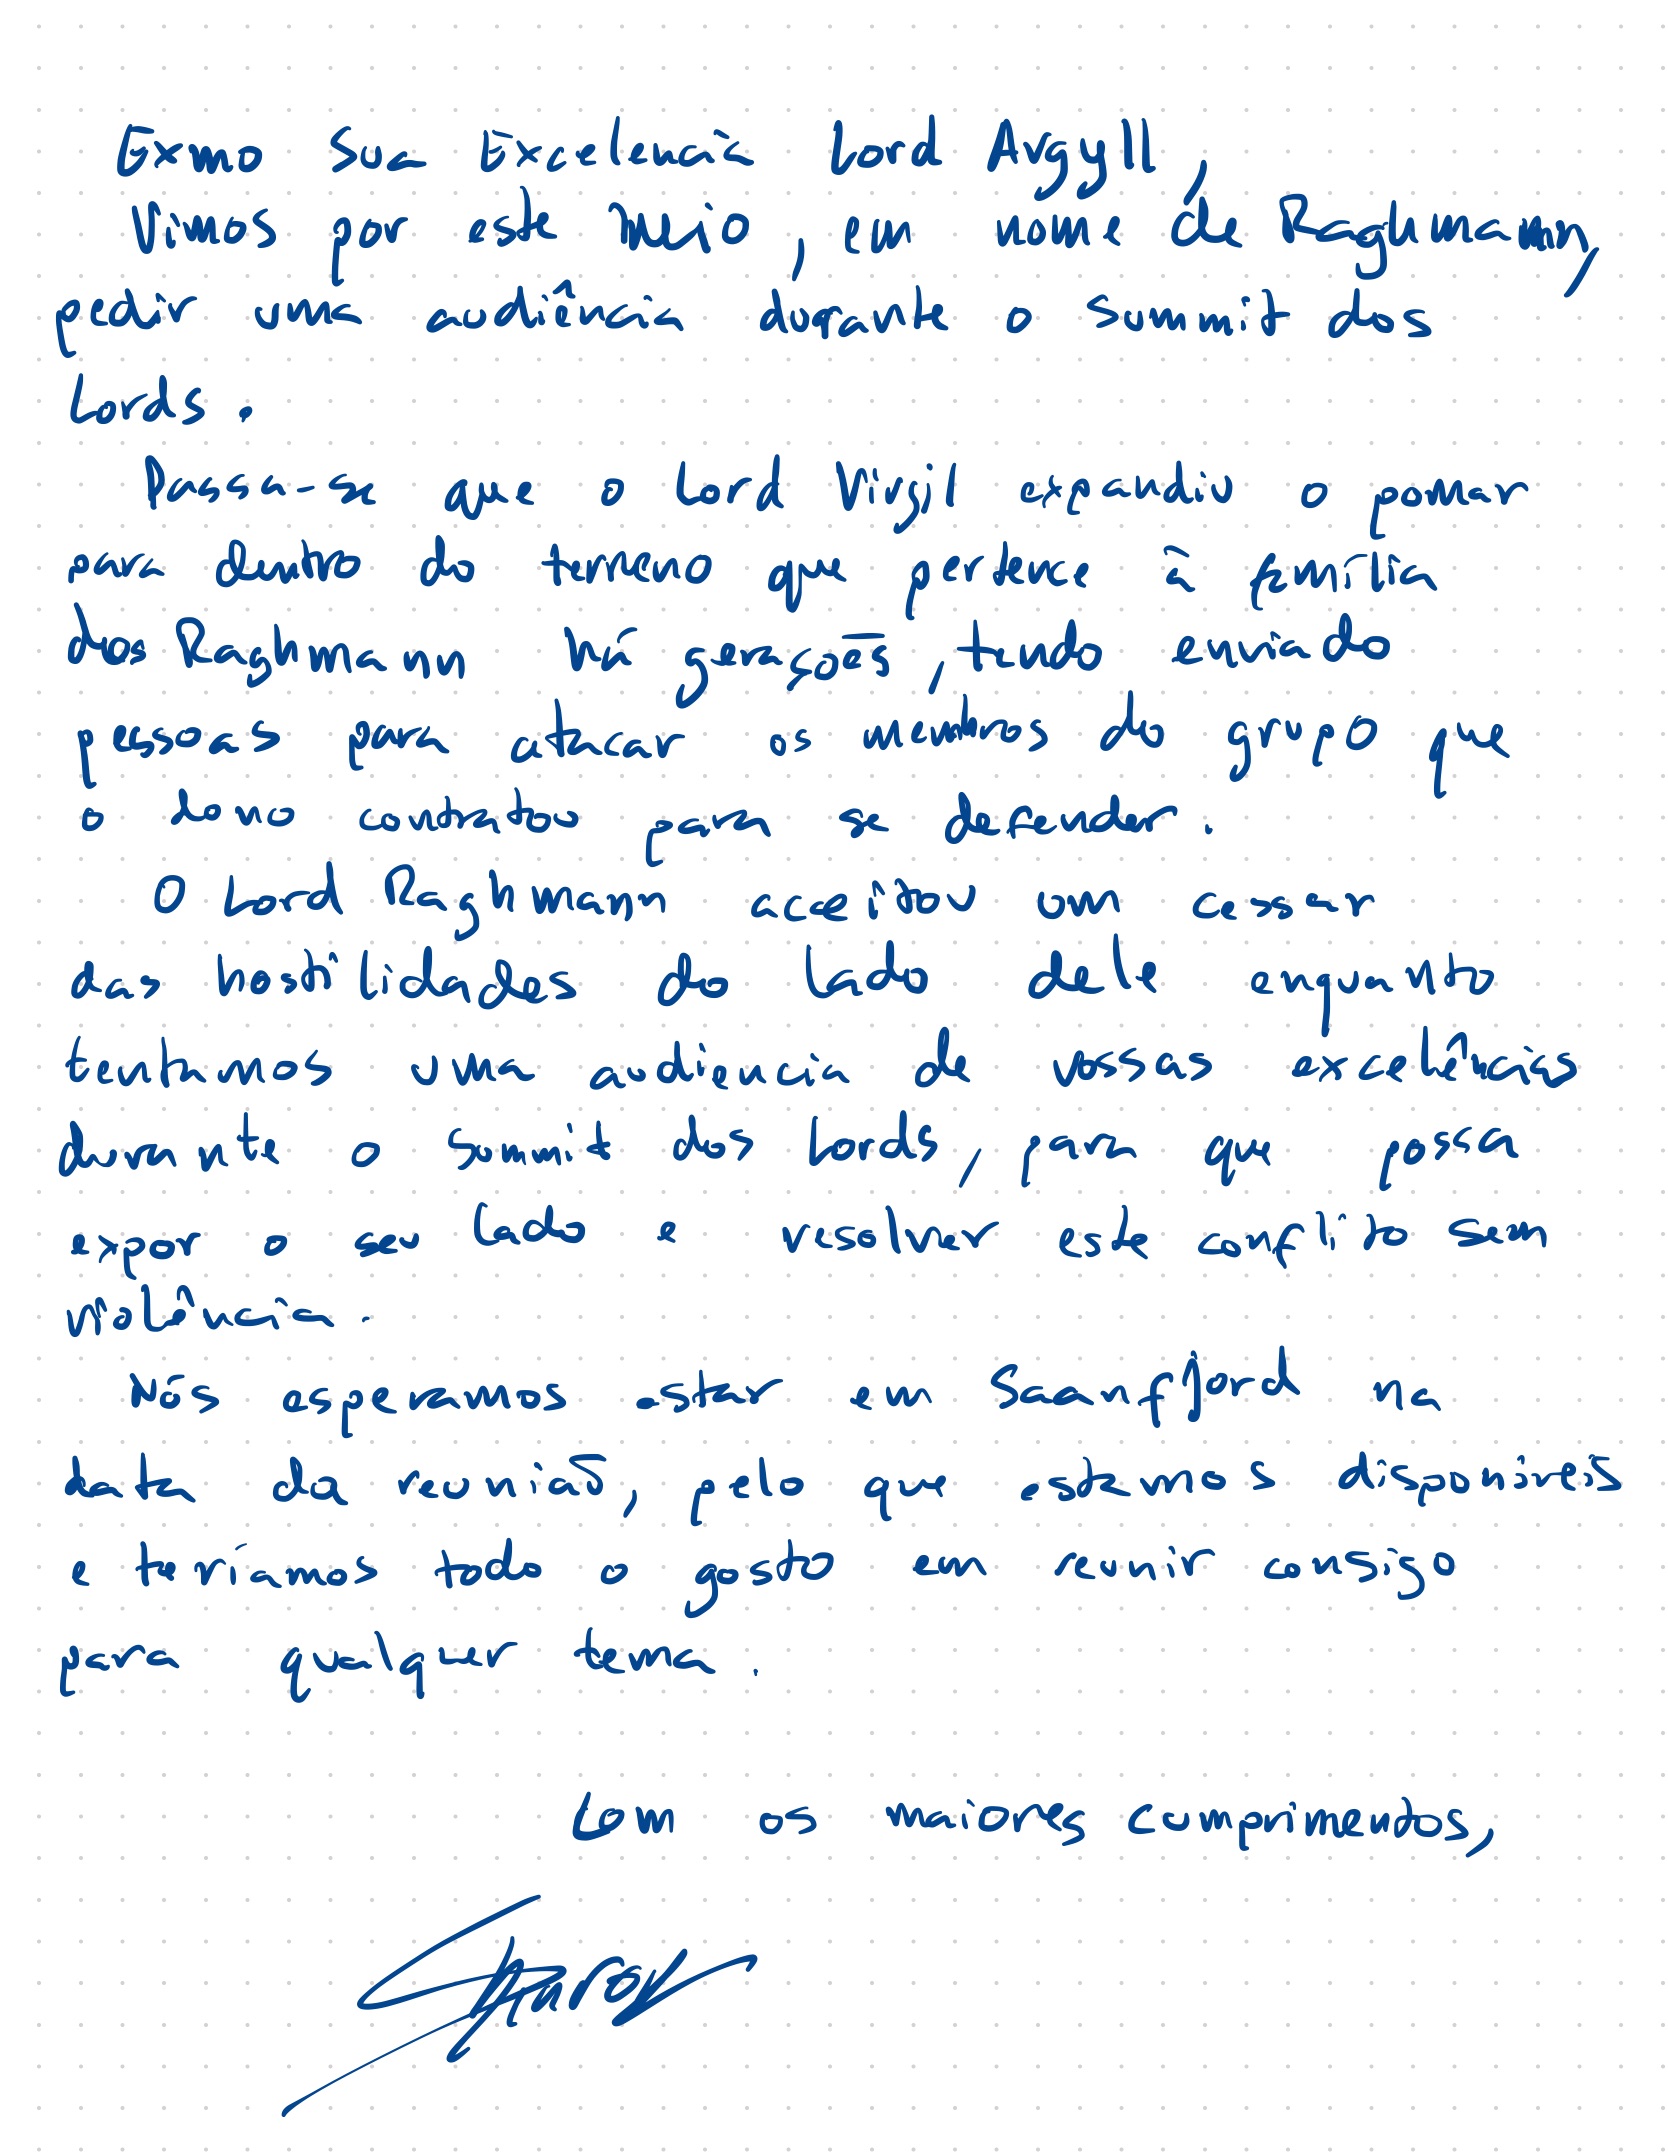 Exmo Sua Excelencia Lord Argyll,
Vimos por este meio, em nome de Raghmann,
pedir uma audiência durante o Summit dos
Lords.
Passa-se que o Lord Virgil expandiu o pomar
para dentro do terreno que pertence à família
dos Raghmann há gerações, tendo enviado
pessoas para atacar os membros do grupo que
o dono contratou para se defender.
O Lord Raghmann aceitou um cessar
das hostilidades do lado dele enquanto
tentamos uma audiencia de vossas excelências
durante o Summit dos Lords, para que possa
expor o seu lado e resolver este conflito sem
violência.
Nós esperamos estar em Saanfjord na
data da reunião, pelo que estamos disponíveis
e teríamos todo o gosto em reunir consigo
para qualquer tema.
Com os maiores cumprimentos,